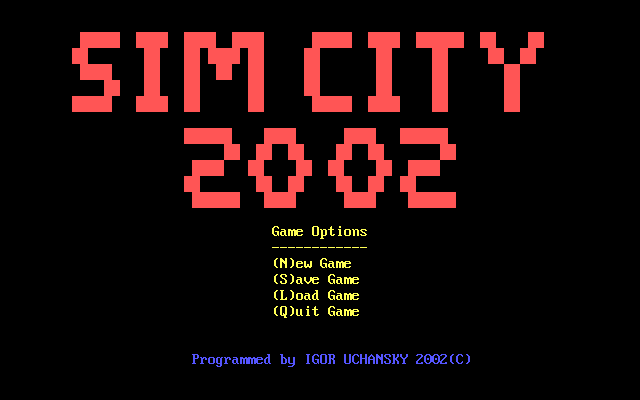 SIM CITY
2002
Game Options
------------
(N)ew Game
(S)ave Game
(L)oad Game
(Q)uit Game
Programmed by IGOR UCHANSKY 2002(C)